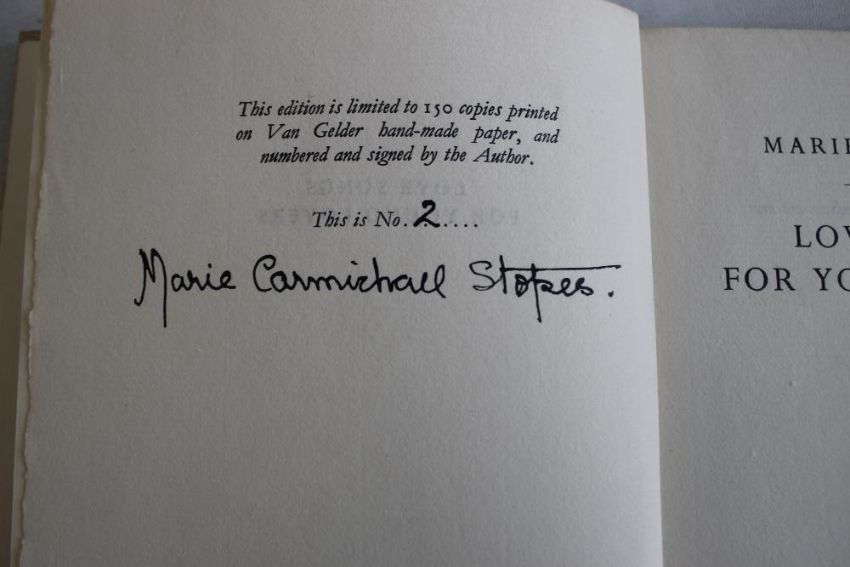 This edition is limited to 150 copies printed
on Van Gelder hand-made paper, and
numbered and signed by the Author.
This is No. 2....
Marie Carmichael Stopes.
MARIE
LOV
FOR YO